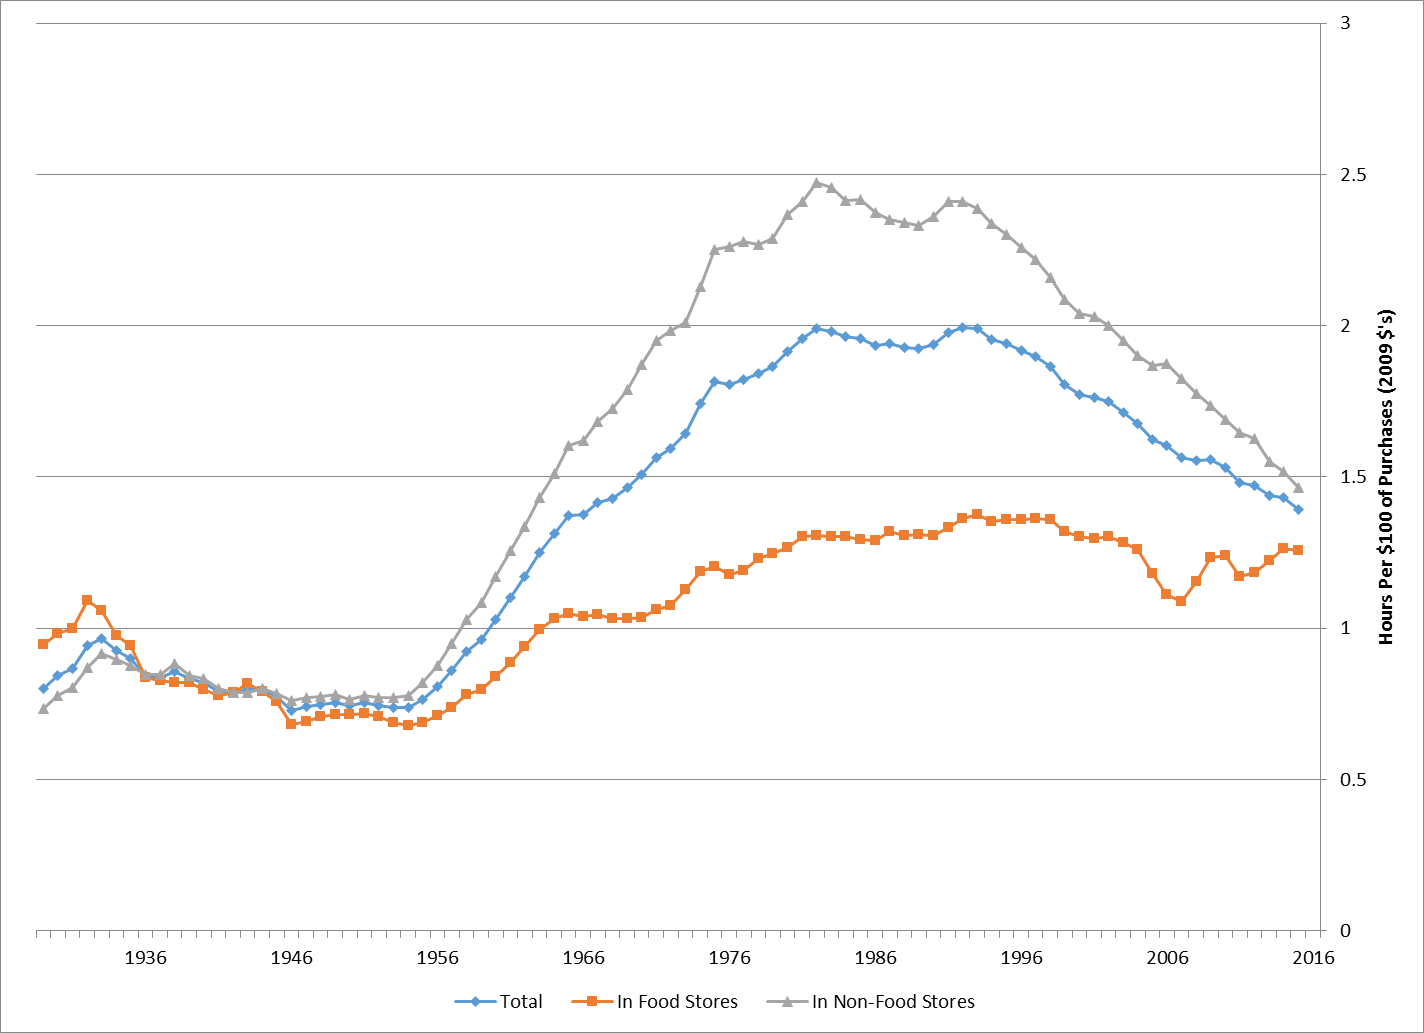 3
2.5
2
1.5
1
0.5
0
Hours Per $100 of Purchases (2009 $'s)
1936 1946 1956 1966 1976 1986 1996 2006 2016
Total In Food Stores In Non-Food Stores